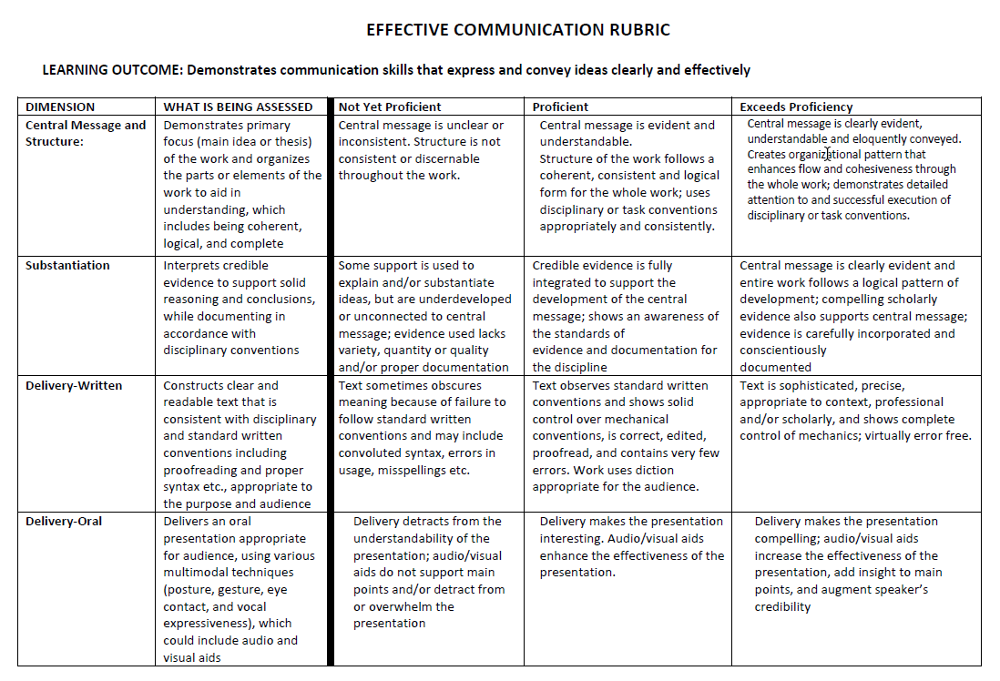 EFFECTIVE COMMUNICATION RUBRIC
LEARNING OUTCOME: Demonstrates communication skills that express and convey ideas clearly and effectively
DIMENSION
WHAT IS BEING ASSESSED
Not Yet Proficient
Proficient
Exceeds Proficiency
Central Message and
Structure:
Demonstrates primary
focus (main idea or thesis)
of the work and organizes
the parts or elements of the
work to aid in
understanding, which
includes being coherent,
logical, and complete
Central message is unclear or
inconsistent. Structure is not
consistent or discernable
throughout the work.
Central message is evident and
understandable.
Structure of the work follows a
coherent, consistent and logical
form for the whole work; uses
disciplinary or task conventions
appropriately and consistently.
Central message is clearly evident,
understandable and eloquently conveyed.
Creates organizational pattern that
enhances flow and cohesiveness through
the whole work; demonstrates detailed
attention to and successful execution of
disciplinary or task conventions.
Substantiation
Interprets credible
evidence to support solid
reasoning and conclusions,
while documenting in
accordance with
disciplinary conventions
Some support is used to
explain and/or substantiate
ideas, but are underdeveloped
or unconnected to central
message; evidence used lacks
variety, quantity or quality
and/or proper documentation
Credible evidence is fully
integrated to support the
development of the central
message; shows an awareness of
the standards of
evidence and documentation for
the discipline
Central message is clearly evident and
entire work follows a logical pattern of
development; compelling scholarly
evidence also supports central message;
evidence is carefully incorporated and
conscientiously
documented
Delivery-Written
Constructs clear and
readable text that is
consistent with disciplinary
and standard written
conventions including
proofreading and proper
syntax etc., appropriate to
the purpose and audience
Text sometimes obscures
meaning because of failure to
follow standard written
conventions and may include
convoluted syntax, errors in
usage, misspellings etc.
Text observes standard written
conventions and shows solid
control over mechanical
conventions, is correct, edited,
proofread, and contains very few
errors. Work uses diction
appropriate for the audience.
Text is sophisticated, precise,
appropriate to context, professional
and/or scholarly, and shows complete
control of mechanics; virtually error free.
Delivery-Oral
Delivers an oral
presentation appropriate
for audience, using various
multimodal techniques
(posture, gesture, eye
contact, and vocal
expressiveness), which
could include audio and
visual aids
Delivery detracts from the
understandability of the
presentation; audio/visual
aids do not support main
points and/or detract from
or overwhelm the
presentation
Delivery makes the presentation
interesting. Audio/visual aids
enhance the effectiveness of the
presentation.
Delivery makes the presentation
compelling; audio/visual aids
increase the effectiveness of the
presentation, add insight to main
points, and augment speaker's
credibility